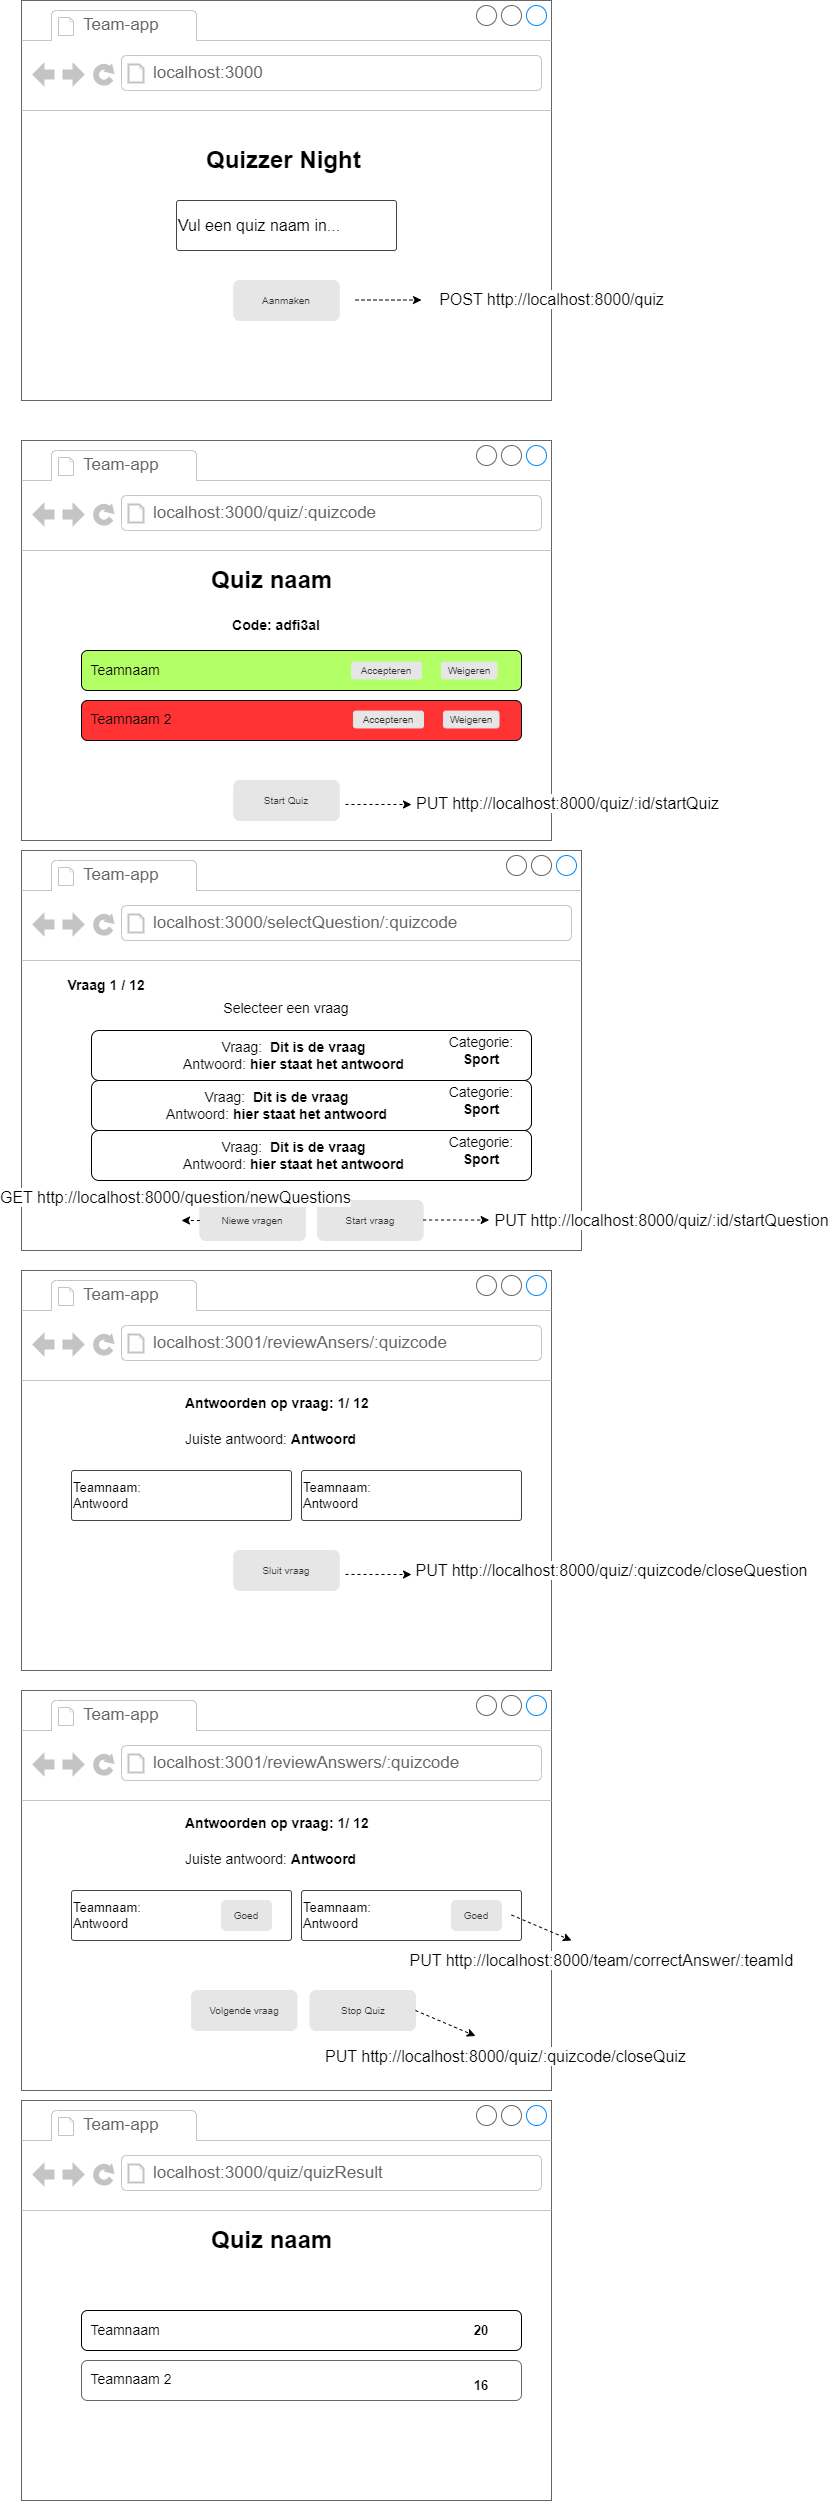 Team-app
localhost:3000
Quizzer Night
Vul een quiz naam in...
Aanmaken
POST http://localhost:8000/quiz
Team-app
localhost:3000/quiz/:quizcode
Quiz naam
Code: adfi3al
Teamnaam Accepteren Weigeren
Teamnaam 2 Accepteren Weigeren
Start Quiz
PUT http://localhost:8000/quiz/:id/startQuiz
Team-app
localhost:3000/selectQuestion/:quizcode
Vraag 1 / 12
Selecteer een vraag
Vraag: Dit is de vraag
Antwoord: hier staat het antwoord
Categorie:
Sport
Vraag: Dit is de vraag
Antwoord: hier staat het antwoord
Categorie:
Sport
Vraag: Dit is de vraag
Antwoord: hier staat het antwoord
Categorie:
Sport
GET http://localhost:8000/question/newQuestions
Niewe vragen
Start vraag
PUT http://localhost:8000/quiz/:id/startQuestion
Team-app
localhost:3001/reviewAnsers/:quizcode
Antwoorden op vraag: 1/ 12
Juiste antwoord: Antwoord
Teamnaam:
Antwoord
Teamnaam:
Antwoord
Sluit vraag
PUT http://localhost:8000/quiz/:quizcode/closeQuestion
Team-app
localhost:3001/reviewAnswers/:quizcode
Antwoorden op vraag: 1/ 12
Juiste antwoord: Antwoord
Teamnaam:
Antwoord
Goed
Teamnaam:
Antwoord
Goed
PUT http://localhost:8000/team/correctAnswer/:teamId
Volgende vraag
Stop Quiz
PUT http://localhost:8000/quiz/:quizcode/closeQuiz
Team-app
localhost:3000/quiz/quizResult
Quiz naam
Teamnaam 20
Teamnaam 2 16